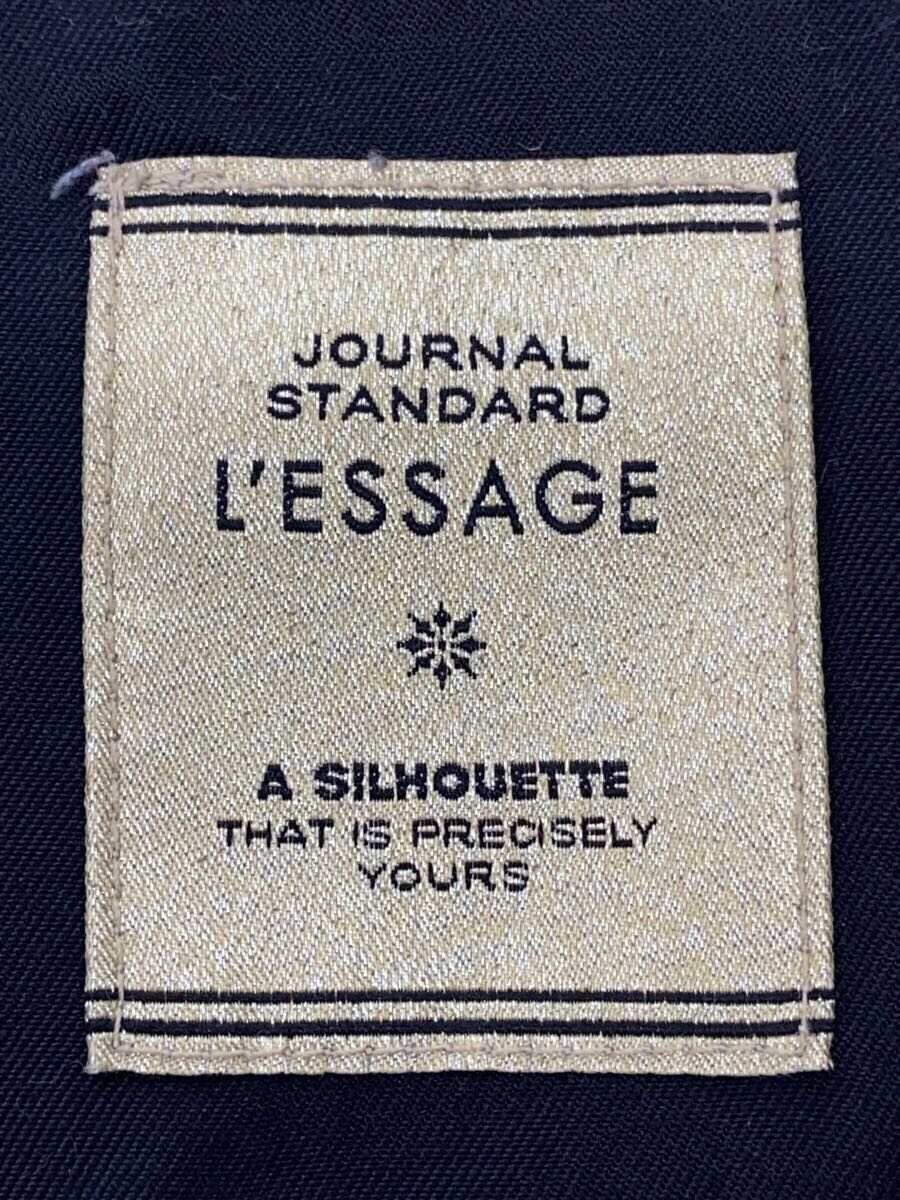 JOURNAL
STANDARD
L'ESSAGE
A SILHOUETTE
THAT IS PRECISELY
YOURS